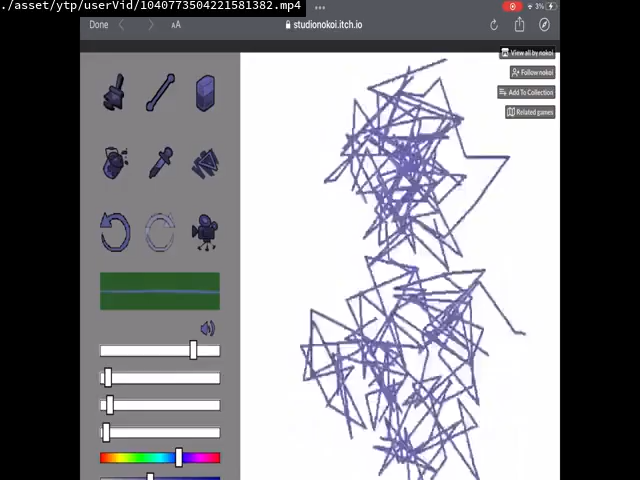 ./asset/ytp/userVid/1040773504221581382.mp4
3%
Done
AA
studionokoi.itch.io
View all by nokoi
Follow nokoi
Add To Collection
Related games